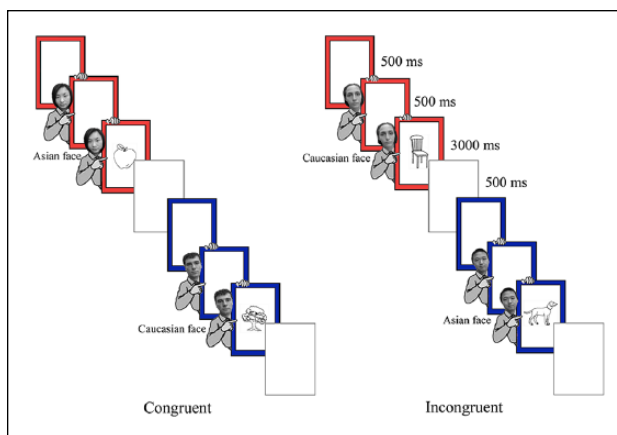 500 ms
500 ms
Asian face
3000 ms
Caucasian face
500 ms
Caucasian face
Asian face
Congruent
Incongruent